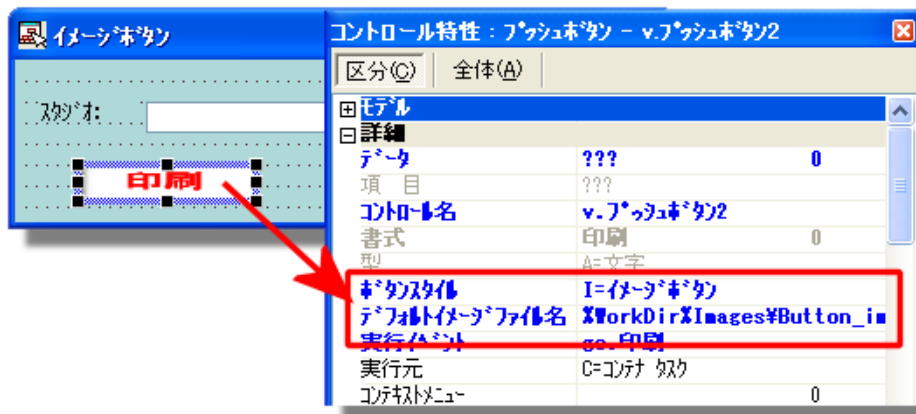 イメージボタン
スタジオ:
印刷
コントロール特性 : プッシュボタン - v.プッシュボタン2
区分(C) 全体(A)
モデル
詳細
データ ??? 0
項 目 ???
コントロール名 v.プッシュボタン2
書式 印刷 0
型 A=文字
ボタンスタイル I=イメージボタン
デフォルトイメージファイル名 %WorkDir%Images¥Button_im
実行イベント ge.印刷
実行元 C=コンテナ タスク
コンテキストメニュー 0